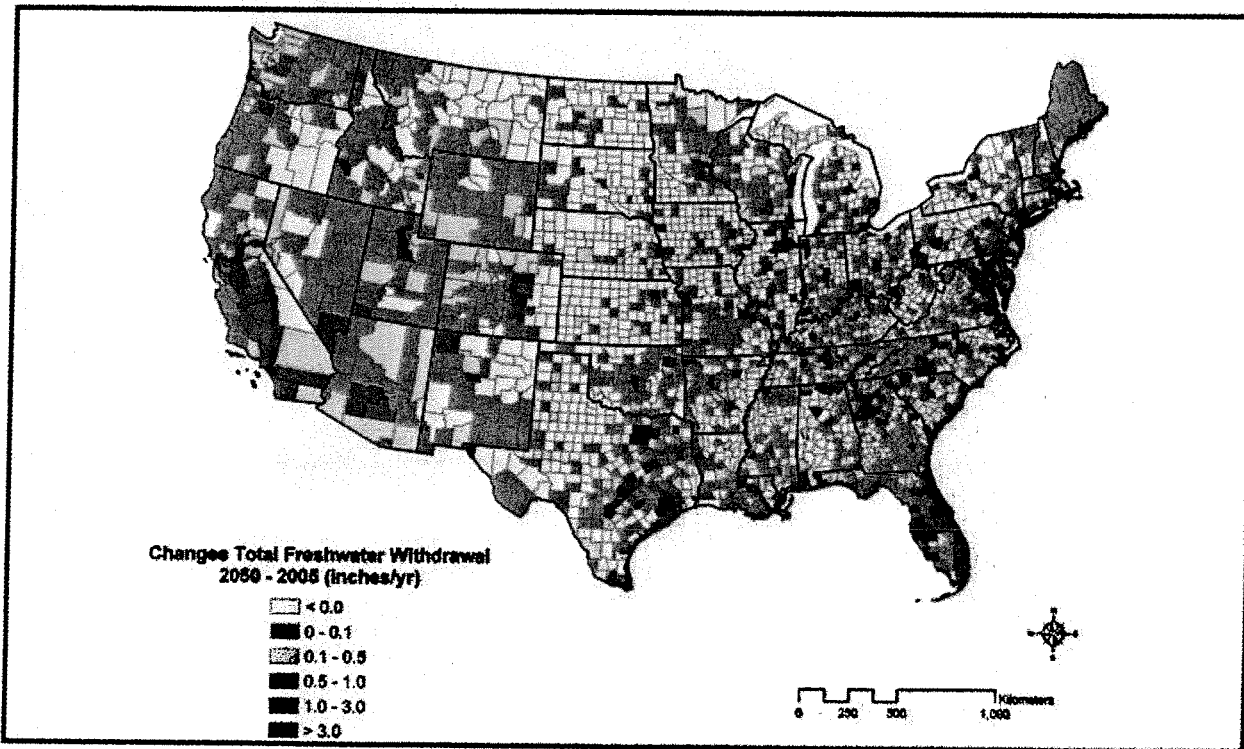 Changes Total Freshwater Withdrawal
2050 - 2005 (inches/yr)
< 0.0
0 - 0.1
0.1 - 0.5
0.5 - 1.0
1.0 - 3.0
> 3.0
N
W E
S
Kilometers
0 250 500 1,000